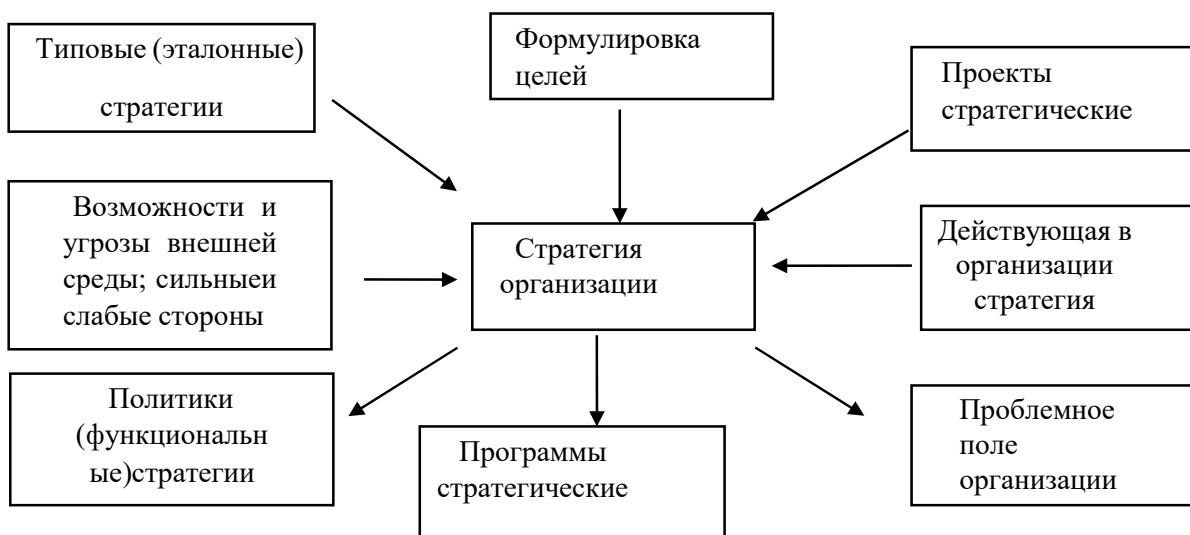 Типовые (эталонные)
стратегии
Формулировка
целей
Проекты
стратегические
Возможности и
угрозы внешней
среды; сильныеи
слабые стороны
Стратегия
организации
Действующая в
организации
стратегия
Политики
(функциональн
ые)стратегии
Программы
стратегические
Проблемное
поле
организации